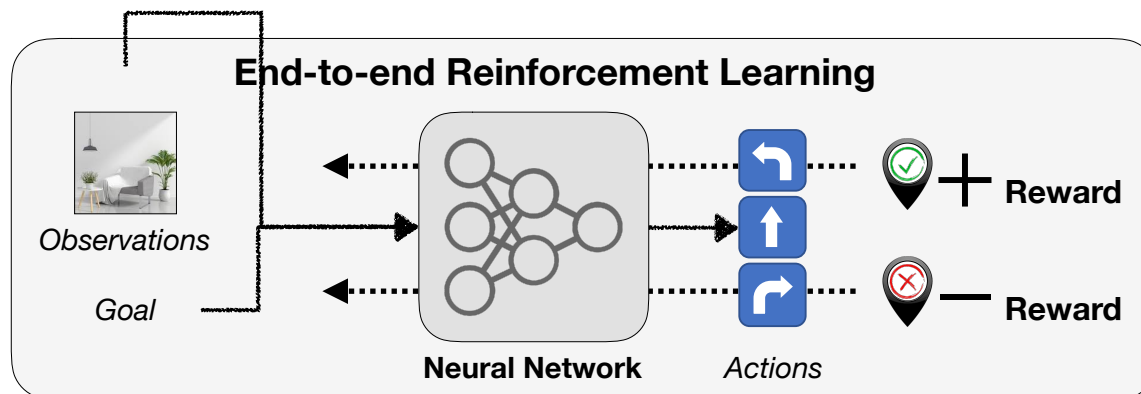 End-to-end Reinforcement Learning
Observations
Goal
Neural Network
Actions
Reward
Reward